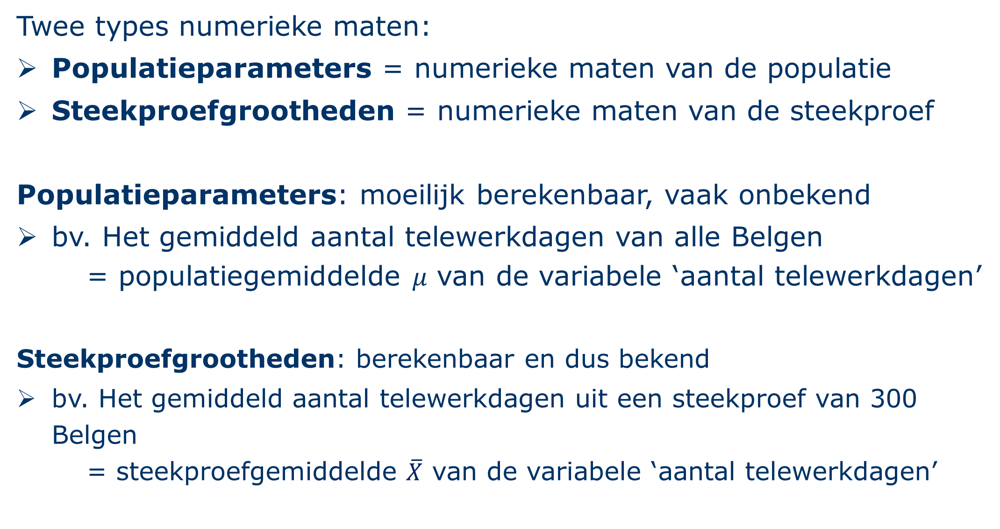 Twee types numerieke maten:
➢ Populatieparameters = numerieke maten van de populatie
➢ Steekproefgrootheden = numerieke maten van de steekproef
Populatieparameters: moeilijk berekenbaar, vaak onbekend
➢ bv. Het gemiddeld aantal telewerkdagen van alle Belgen
= populatiegemiddelde μ van de variabele ‘aantal telewerkdagen’
Steekproefgrootheden: berekenbaar en dus bekend
➢ bv. Het gemiddeld aantal telewerkdagen uit een steekproef van 300
Belgen
= steekproefgemiddelde X̄ van de variabele ‘aantal telewerkdagen’